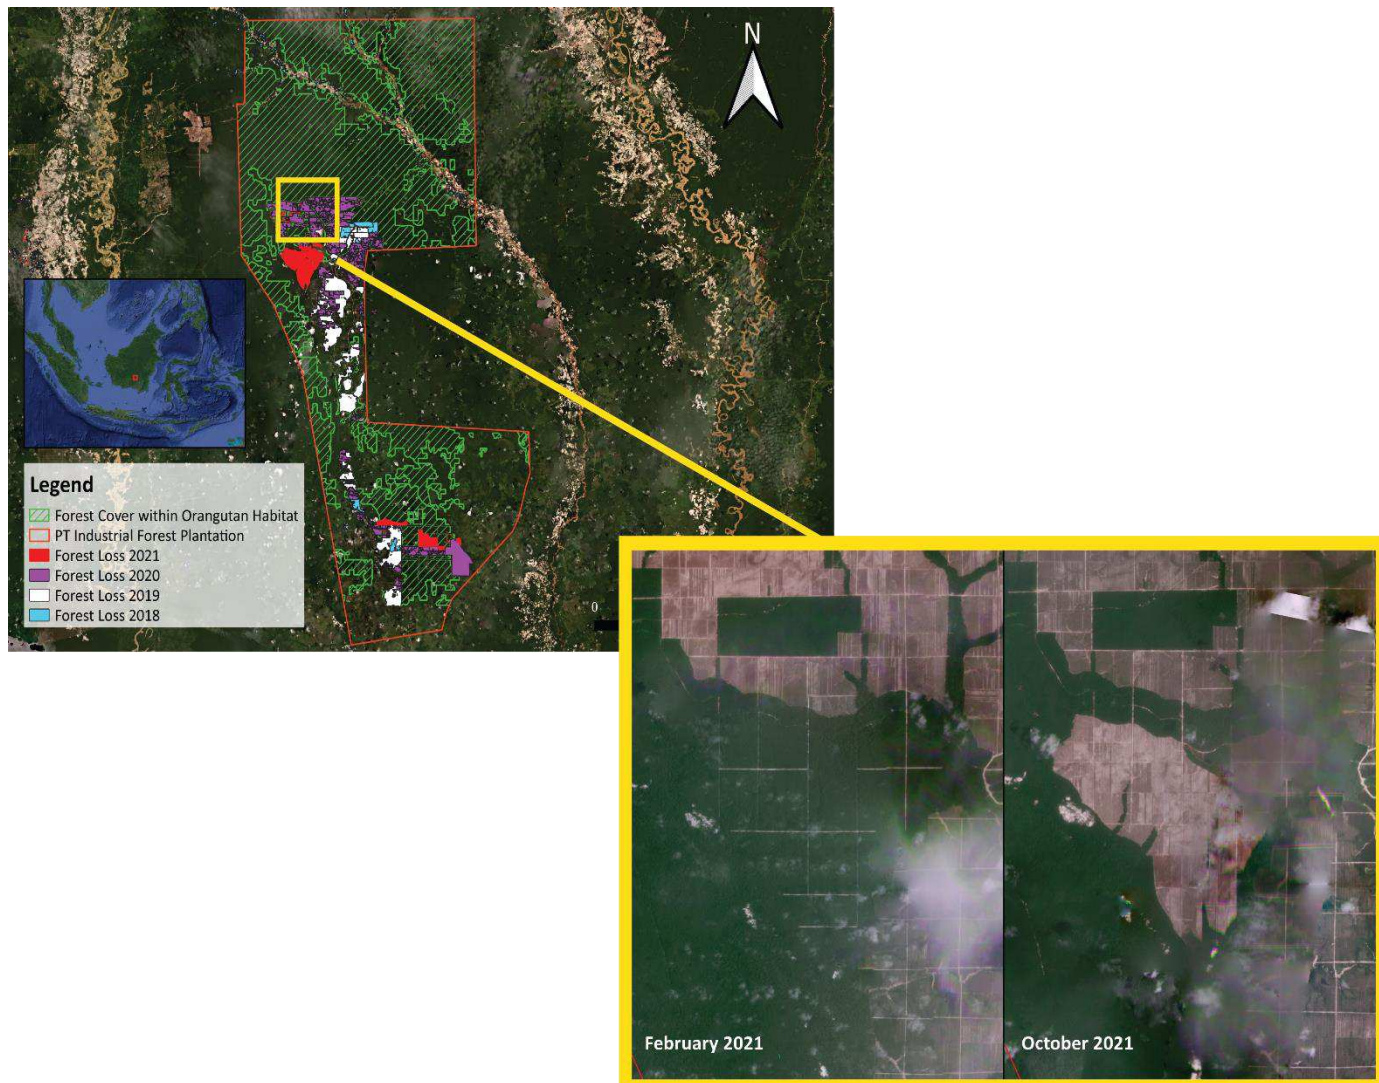 N
Legend
Forest Cover within Orangutan Habitat
PT Industrial Forest Plantation
Forest Loss 2021
Forest Loss 2020
Forest Loss 2019
Forest Loss 2018
0
February 2021
October 2021